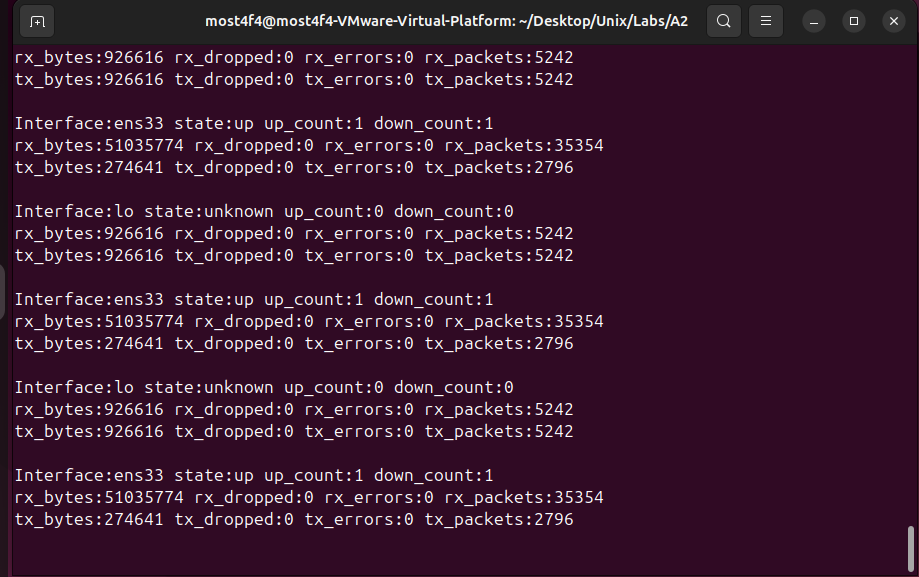 most4f4@most4f4-VMware-Virtual-Platform: ~/Desktop/Unix/Labs/A2
rx_bytes:926616 rx_dropped:0 rx_errors:0 rx_packets:5242
tx_bytes:926616 tx_dropped:0 tx_errors:0 tx_packets:5242
Interface:ens33 state:up up_count:1 down_count:1
rx_bytes:51035774 rx_dropped:0 rx_errors:0 rx_packets:35354
tx_bytes:274641 tx_dropped:0 tx_errors:0 tx_packets:2796
Interface:lo state:unknown up_count:0 down_count:0
rx_bytes:926616 rx_dropped:0 rx_errors:0 rx_packets:5242
tx_bytes:926616 tx_dropped:0 tx_errors:0 tx_packets:5242
Interface:ens33 state:up up_count:1 down_count:1
rx_bytes:51035774 rx_dropped:0 rx_errors:0 rx_packets:35354
tx_bytes:274641 tx_dropped:0 tx_errors:0 tx_packets:2796
Interface:lo state:unknown up_count:0 down_count:0
rx_bytes:926616 rx_dropped:0 rx_errors:0 rx_packets:5242
tx_bytes:926616 tx_dropped:0 tx_errors:0 tx_packets:5242
Interface:ens33 state:up up_count:1 down_count:1
rx_bytes:51035774 rx_dropped:0 rx_errors:0 rx_packets:35354
tx_bytes:274641 tx_dropped:0 tx_errors:0 tx_packets:2796